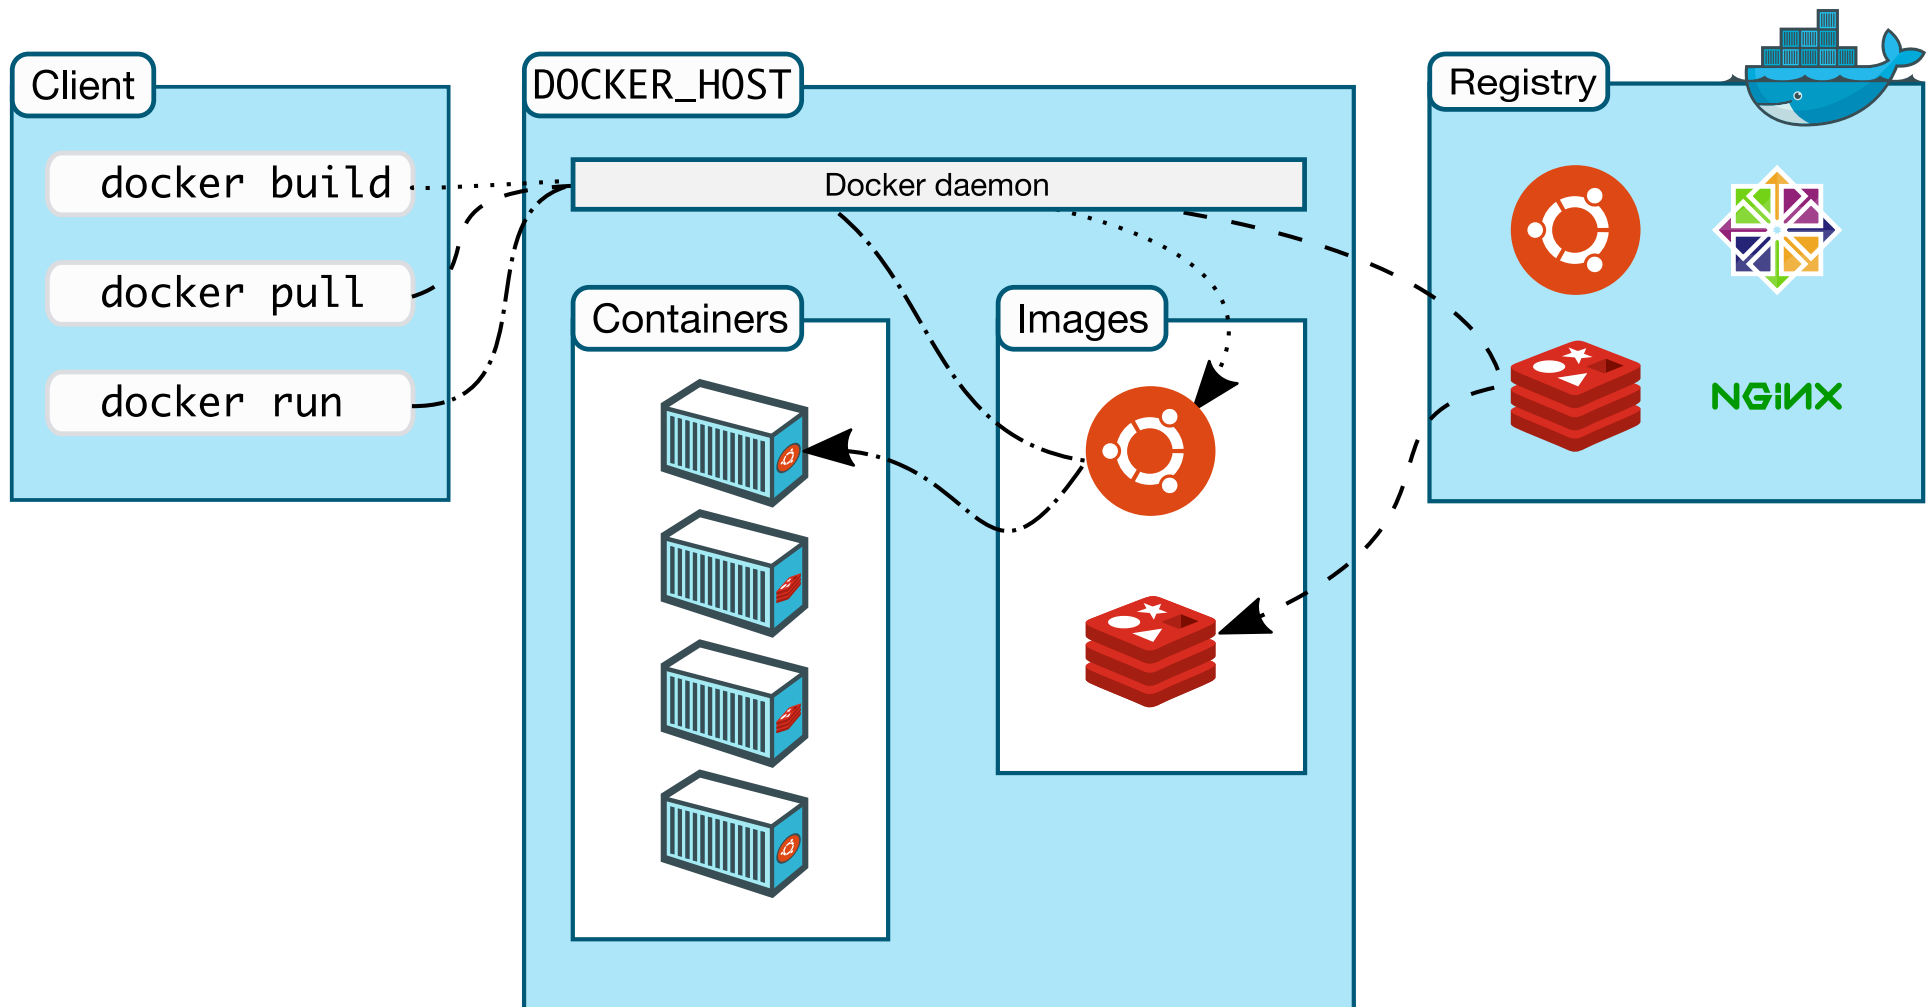 Client
docker build
docker pull
docker run
DOCKER_HOST
Docker daemon
Containers
Images
Registry
NGiNX